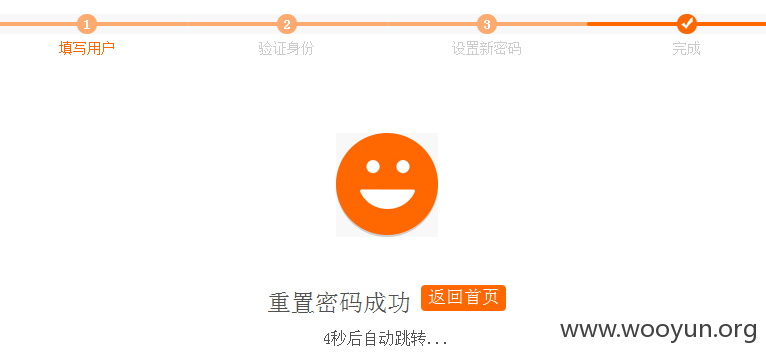 1 2 3
填写用户 验证身份 设置新密码 完成
重置密码成功 返回首页
4秒后自动跳转...
www.wooyun.org